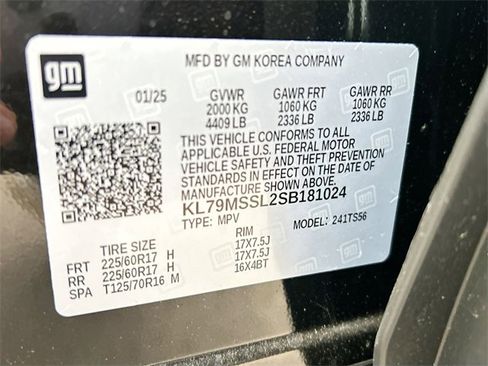 gm
MFD BY GM KOREA COMPANY
01/25 GVWR GAWR FRT GAWR RR
2000 KG 1060 KG 1060 KG
4409 LB 2336 LB 2336 LB
THIS VEHICLE CONFORMS TO ALL
APPLICABLE U.S. FEDERAL MOTOR
VEHICLE SAFETY AND THEFT PREVENTION
STANDARDS IN EFFECT ON THE DATE OF
MANUFACTURE SHOWN ABOVE.
KL79MSSL2SB181024
TYPE: MPV MODEL: 241TS56
TIRE SIZE RIM
FRT 225/60R17 H 17X7.5J
RR 225/60R17 H 17X7.5J
SPA T125/70R16 M 16X4BT